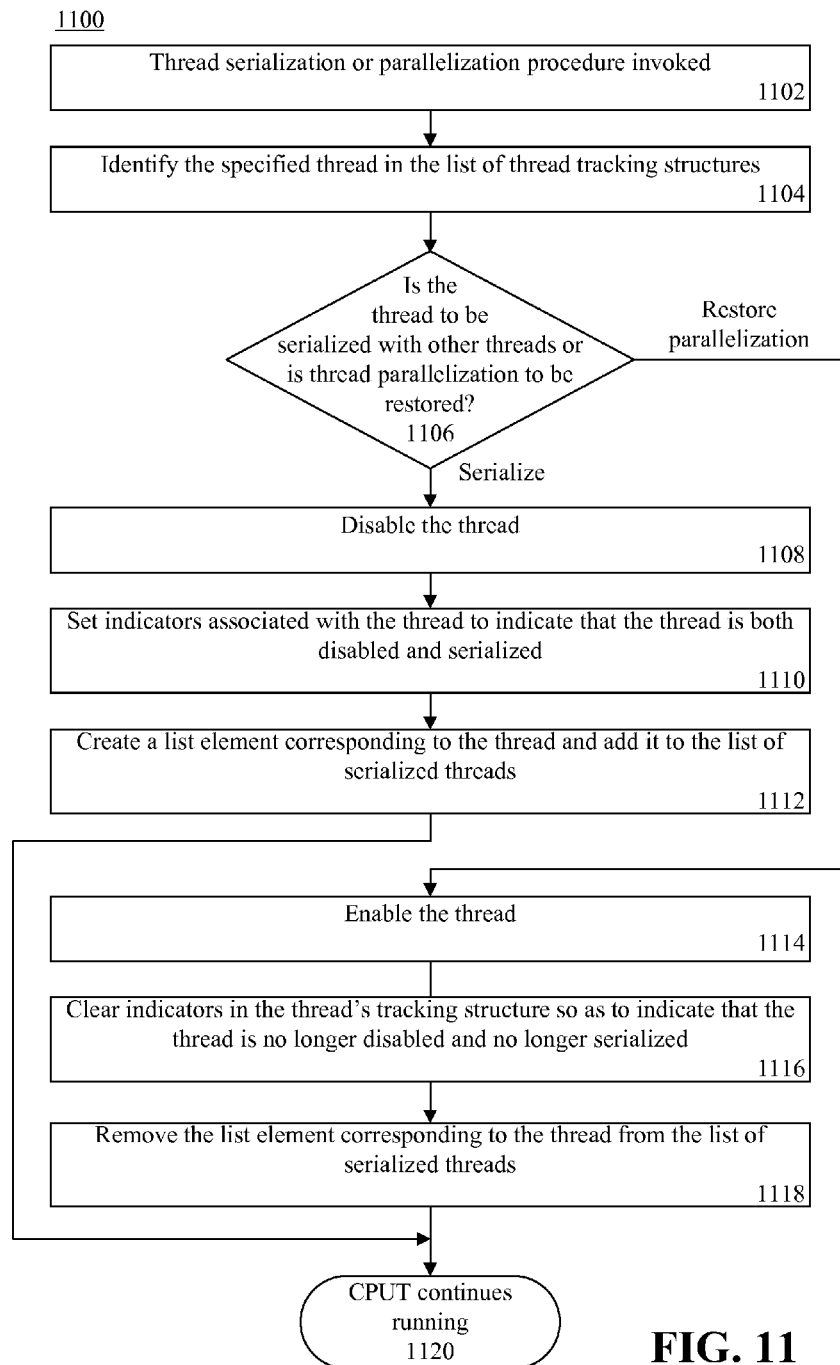 1100
Thread serialization or parallelization procedure invoked
1102
Identify the specified thread in the list of thread tracking structures
1104
Is the
thread to be
serialized with other threads or
is thread parallelization to be
restored?
1106
Restore
parallelization
Serialize
Disable the thread
1108
Set indicators associated with the thread to indicate that the thread is both
disabled and serialized
1110
Create a list element corresponding to the thread and add it to the list of
serialized threads
1112
Enable the thread
1114
Clear indicators in the thread's tracking structure so as to indicate that the
thread is no longer disabled and no longer serialized
1116
Remove the list element corresponding to the thread from the list of
serialized threads
1118
CPUT continues
running
1120
FIG. 11